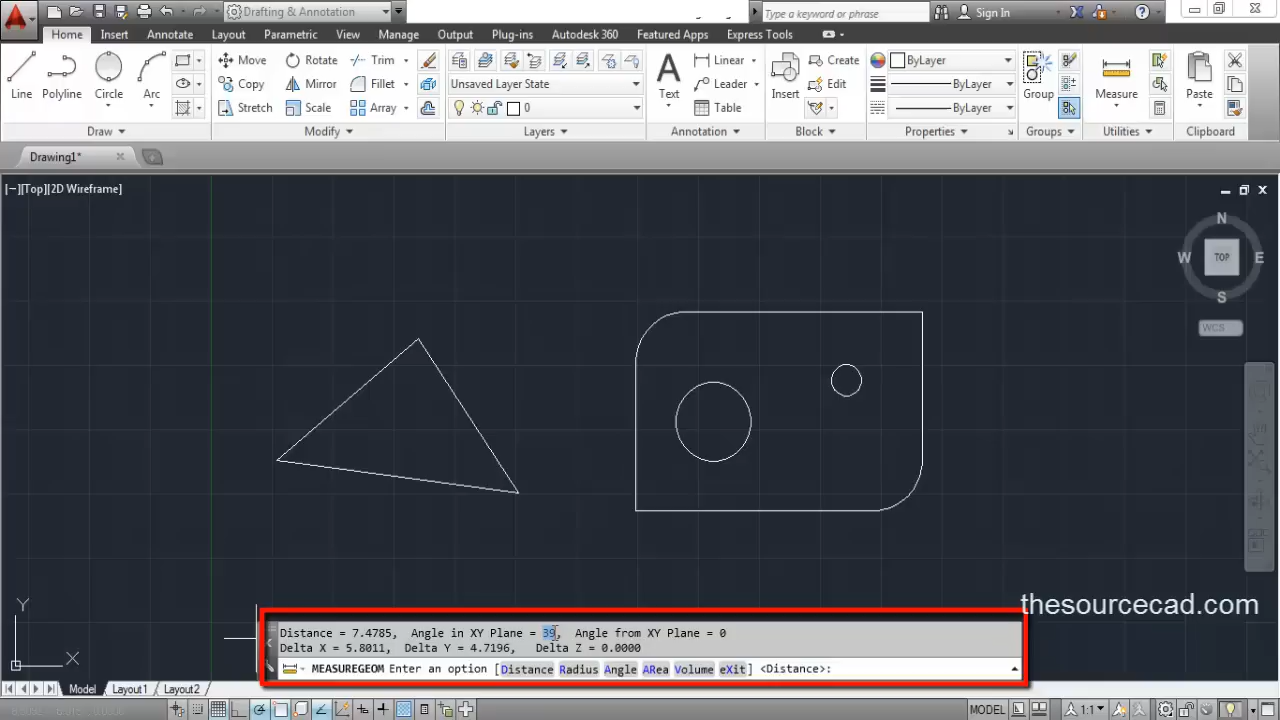 Drafting & Annotation
Type a keyword or phrase
Sign In
Home Insert Annotate Layout Parametric View Manage Output Plug-ins Autodesk 360 Featured Apps Express Tools
Line Polyline Circle Arc
Draw
Move Rotate Trim
Copy Mirror Fillet
Stretch Scale Array
Modify
Unsaved Layer State
0
Layers
Text
Linear
Leader
Table
Annotation
Insert
Create
Edit
Block
ByLayer
ByLayer
ByLayer
Properties
Group
Groups
Measure
Utilities
Paste
Clipboard
Drawing1*
[−][Top][2D Wireframe]
N
W TOP E
S
WCS
thesourcecad.com
Y
X
Distance = 7.4785, Angle in XY Plane = 39, Angle from XY Plane = 0
Delta X = 5.8011, Delta Y = 4.7196, Delta Z = 0.0000
MEASUREGEOM Enter an option [Distance Radius Angle ARea Volume eXit] <Distance>:
Model Layout1 Layout2
MODEL 1:1